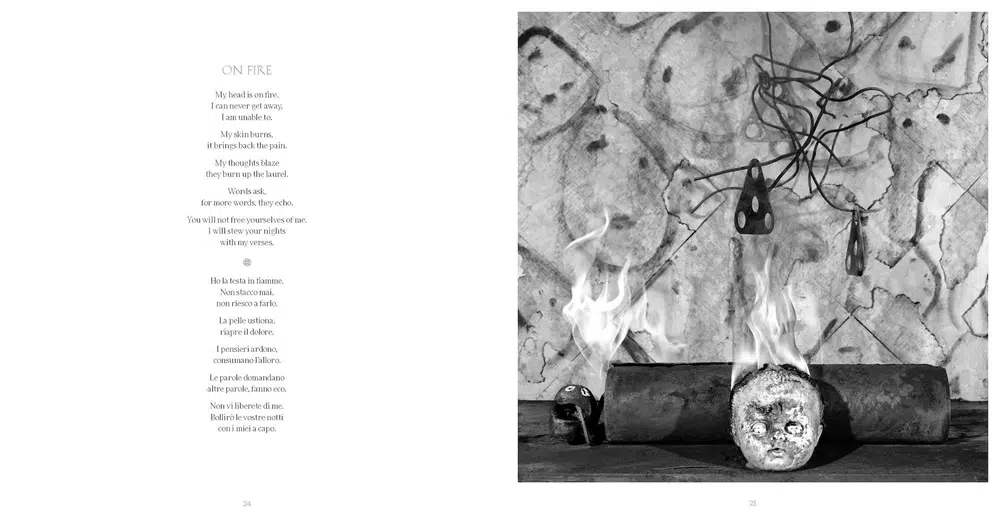 ON FIRE
My head is on fire.
I can never get away,
I am unable to.
My skin burns,
it brings back the pain.
My thoughts blaze
they burn up the laurel.
Words ask,
for more words, they echo.
You will not free yourselves of me.
I will stew your nights
with my verses.
Ho la testa in fiamme.
Non stacco mai,
non riesco a farlo.
La pelle ustiona,
riapre il dolore.
I pensieri ardono,
consumano l'alloro.
Le parole domandano
altre parole, fanno eco.
Non vi liberete di me.
Bollirò le vostre notti
con i miei a capo.
24
25